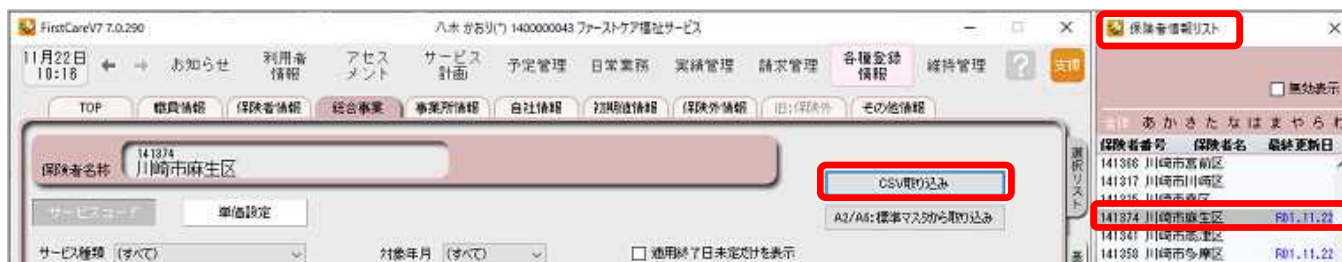 FirstCareV7 7.0.290
八木 かおり(*) 1400000043 ファーストケア福祉サービス
11月22日
10:16
お知らせ
利用者
情報
アセス
メント
サービス
計画
予定管理
日常業務
実績管理
請求管理
各種登録
情報
維持管理
?
支援
TOP
職員情報
保険者情報
総合事業
事業所情報
自社情報
初期値情報
保険外情報
旧:保険外
その他情報
保険者名称
141374
川崎市麻生区
CSV取り込み
サービスコード
単価設定
A2/A6:標準マスタから取り込み
サービス種類 (すべて)
対象年月 (すべて)
適用終了日未定だけを表示
選択リスト
基
保険者情報リスト
無効表示
全体 あ か さ た な は ま や ら わ
保険者番号 保険者名 最終更新日
141366 川崎市宮前区
141317 川崎市川崎区
141325 川崎市幸区
141374 川崎市麻生区 R01.11.22
141341 川崎市高津区
141358 川崎市多摩区 R01.11.22